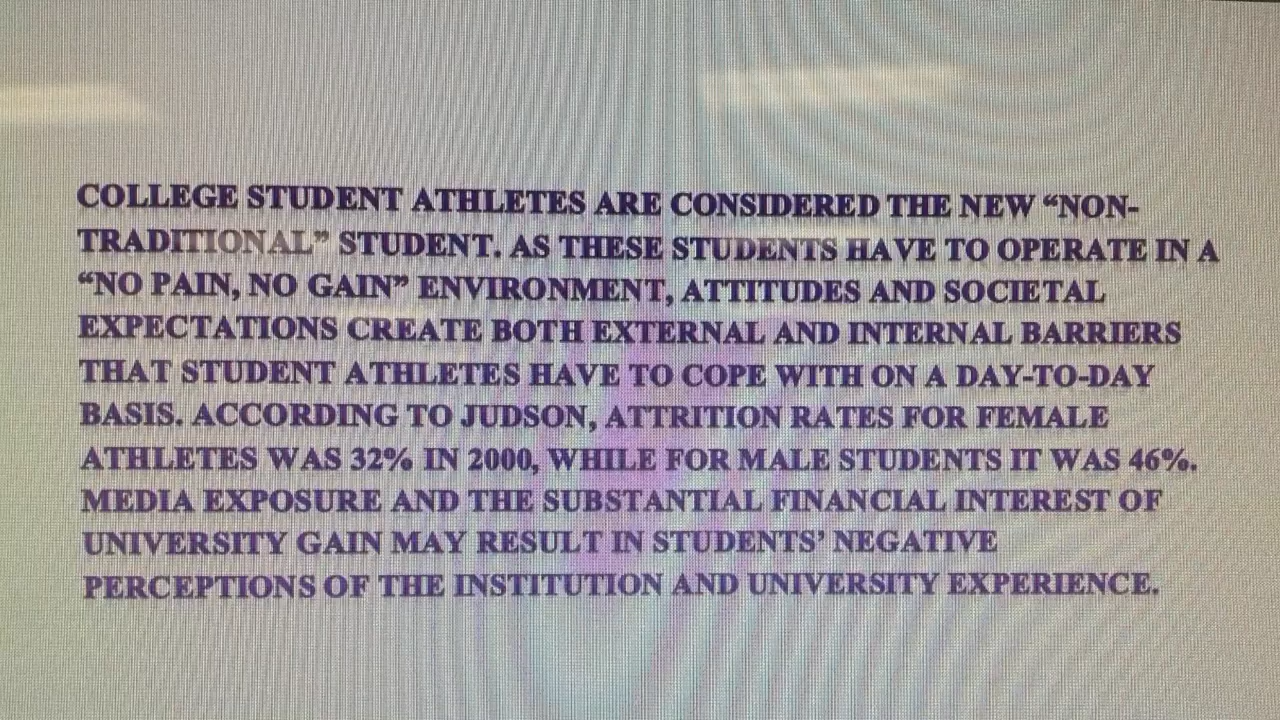 COLLEGE STUDENT ATHLETES ARE CONSIDERED THE NEW “NON-
TRADITIONAL” STUDENT. AS THESE STUDENTS HAVE TO OPERATE IN A
“NO PAIN, NO GAIN” ENVIRONMENT, ATTITUDES AND SOCIETAL
EXPECTATIONS CREATE BOTH EXTERNAL AND INTERNAL BARRIERS
THAT STUDENT ATHLETES HAVE TO COPE WITH ON A DAY-TO-DAY
BASIS. ACCORDING TO JUDSON, ATTRITION RATES FOR FEMALE
ATHLETES WAS 32% IN 2000, WHILE FOR MALE STUDENTS IT WAS 46%.
MEDIA EXPOSURE AND THE SUBSTANTIAL FINANCIAL INTEREST OF
UNIVERSITY GAIN MAY RESULT IN STUDENTS’ NEGATIVE
PERCEPTIONS OF THE INSTITUTION AND UNIVERSITY EXPERIENCE.